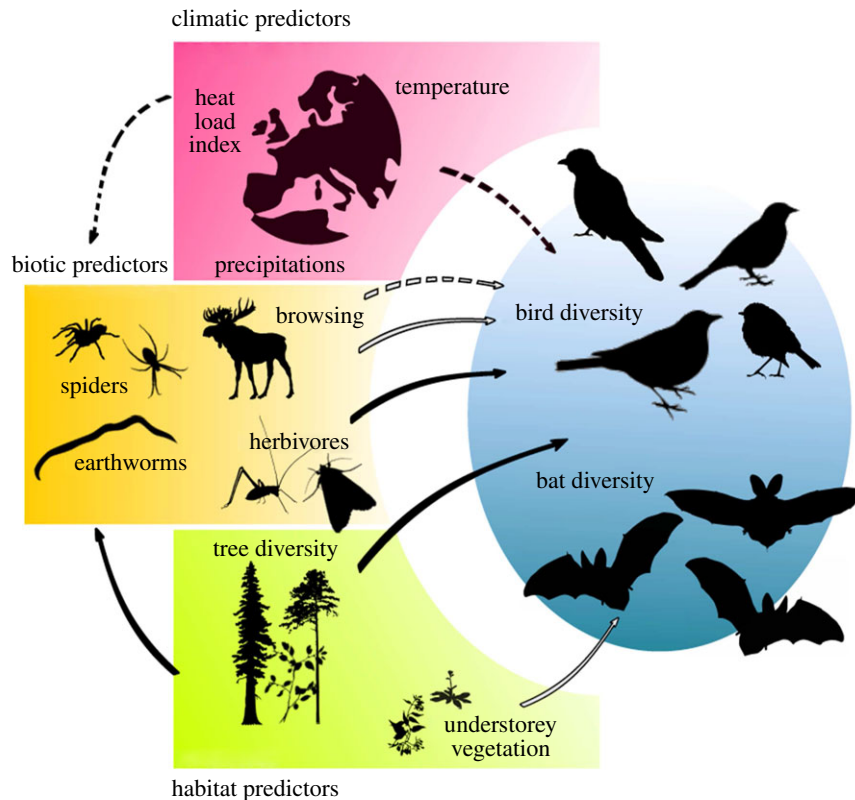 climatic predictors
temperature
heat
load
index
precipitations
biotic predictors
browsing
spiders
earthworms
herbivores
bird diversity
bat diversity
tree diversity
understorey
vegetation
habitat predictors